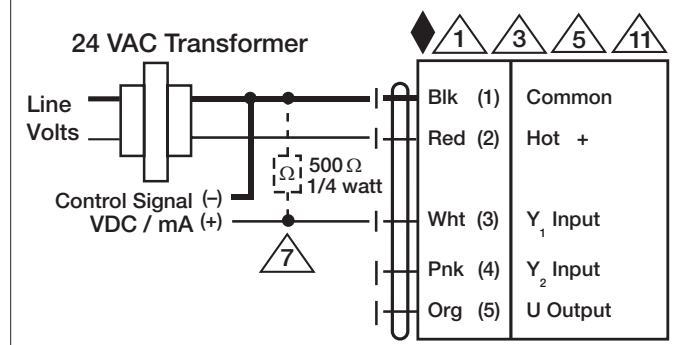 24 VAC Transformer
1 3 5 11
Line
Volts
Blk (1) Common
Red (2) Hot +
Ω 500 Ω
1/4 watt
Control Signal (–)
VDC / mA (+)
Wht (3) Y1 Input
7
Pnk (4) Y2 Input
Org (5) U Output